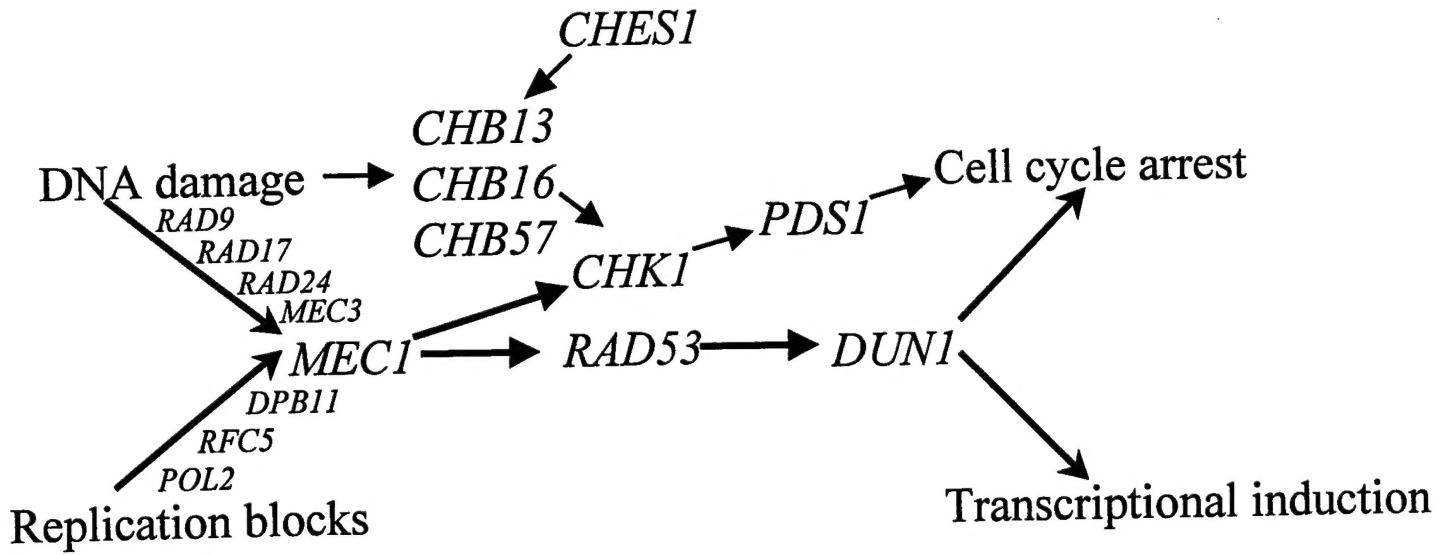 CHES1
CHB13
DNA damage
CHB16
Cell cycle arrest
RAD9
PDS1
RAD17
CHB57
RAD24
CHK1
MEC3
MEC1
RAD53
DUN1
DPB11
RFC5
POL2
Replication blocks
Transcriptional induction